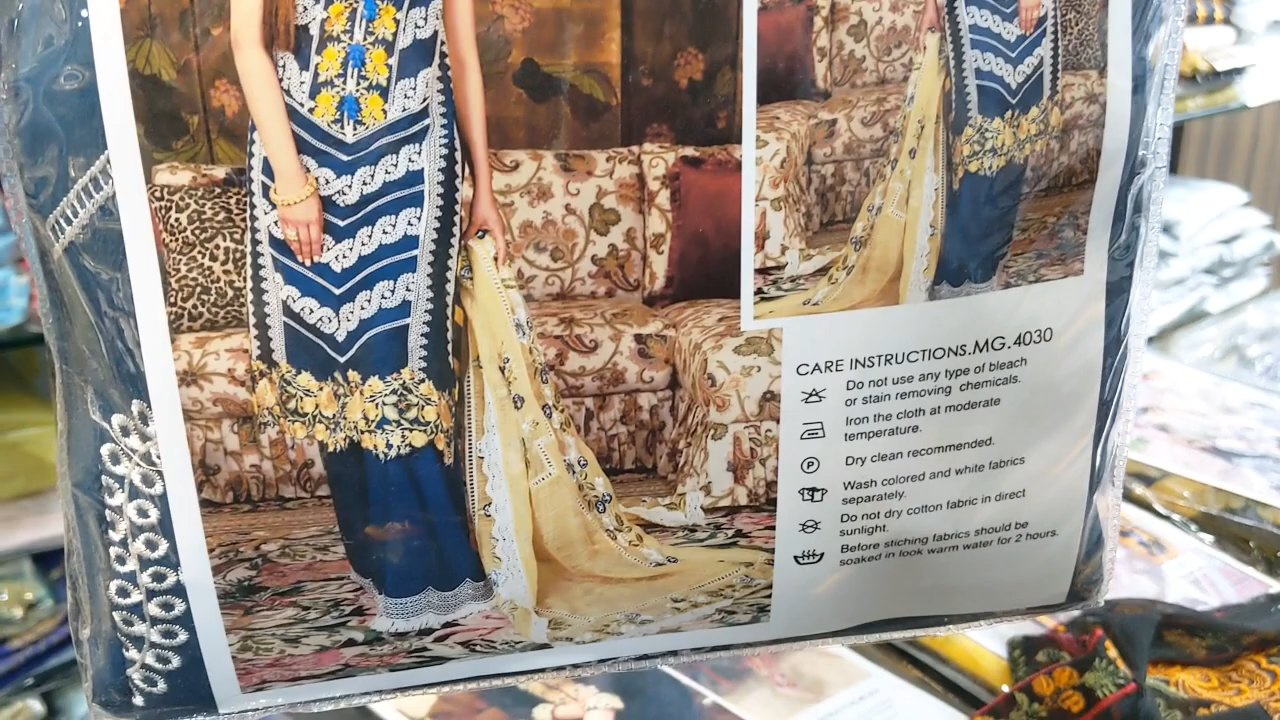 CARE INSTRUCTIONS.MG.4030
Do not use any type of bleach
or stain removing chemicals.
Iron the cloth at moderate
temperature.
P
Dry clean recommended.
Wash colored and white fabrics
separately.
Do not dry cotton fabric in direct
sunlight.
Before stiching fabrics should be
soaked in look warm water for 2 hours.